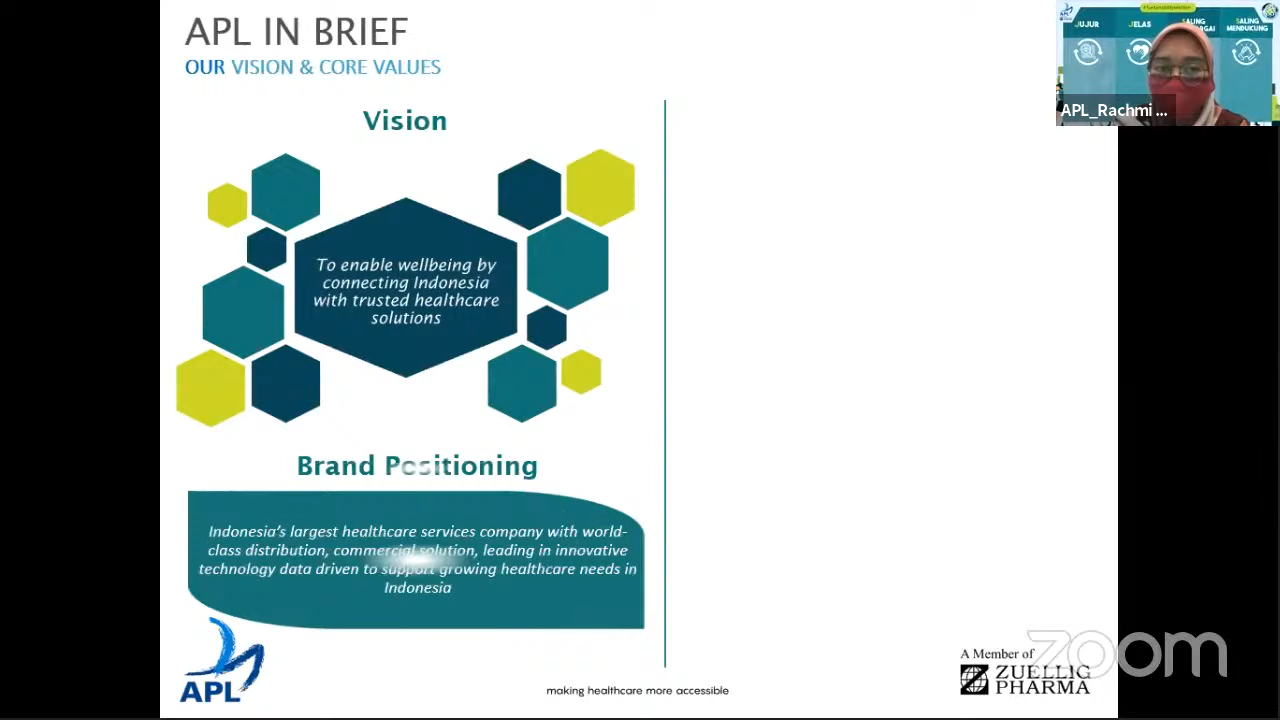 APL IN BRIEF
OUR VISION & CORE VALUES
Vision
To enable wellbeing by
connecting Indonesia
with trusted healthcare
solutions
Brand Positioning
Indonesia's largest healthcare services company with world-
class distribution, commercial solution, leading in innovative
technology data driven to support growing healthcare needs in
Indonesia
APL
making healthcare more accessible
A Member of
ZUELLIG
PHARMA
zoom
APL
JUJUR
JELAS
SALING
MENDUKUNG
APL_Rachmi ...